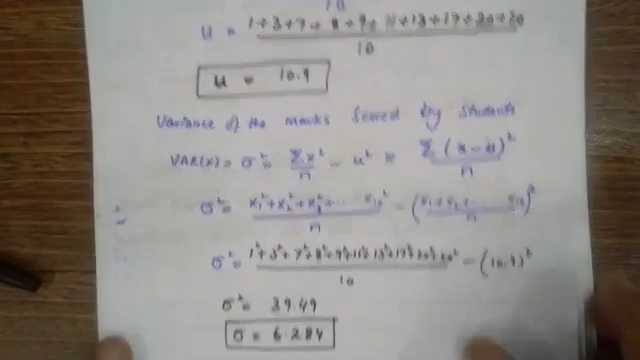 10
u = 1+3+7+8+9+11+13+17+20+20 / 10
u = 10.9
Variance of the marks Scored by Students
VAR(X) = σ² = Σx²/n - u² = Σ(x-u)²/n
σ² = x₁²+x₂²+x₃²+... x₁₀² / n - (x₁+x₂+... x₁₀ / n)²
σ² = 1²+3²+7²+8²+9²+11²+13²+17²+20²+20² / 10 - (10.9)²
σ² = 39.49
σ = 6.284